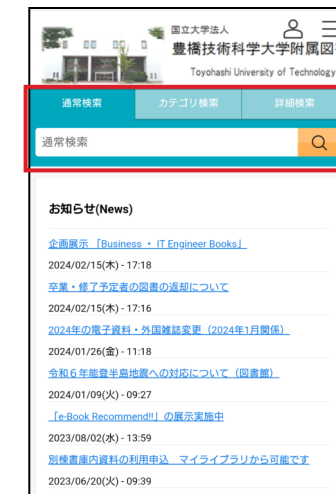 国立大学法人
豊橋技術科学大学附属図
Toyohashi University of Technology
通常検索
カテゴリ検索
詳細検索
通常検索
お知らせ(News)
企画展示 「Business ・ IT Engineer Books」
2024/02/15(木) - 17:18
卒業・修了予定者の図書の返却について
2024/02/15(木) - 17:16
2024年の電子資料・外国雑誌変更（2024年1月関係）
2024/01/26(金) - 11:18
令和６年能登半島地震への対応について（図書館）
2024/01/09(火) - 09:27
「e-Book Recommend!!」の展示実施中
2023/08/02(水) - 13:59
別棟書庫内資料の利用申込　マイライブラリから可能です
2023/06/20(火) - 09:39